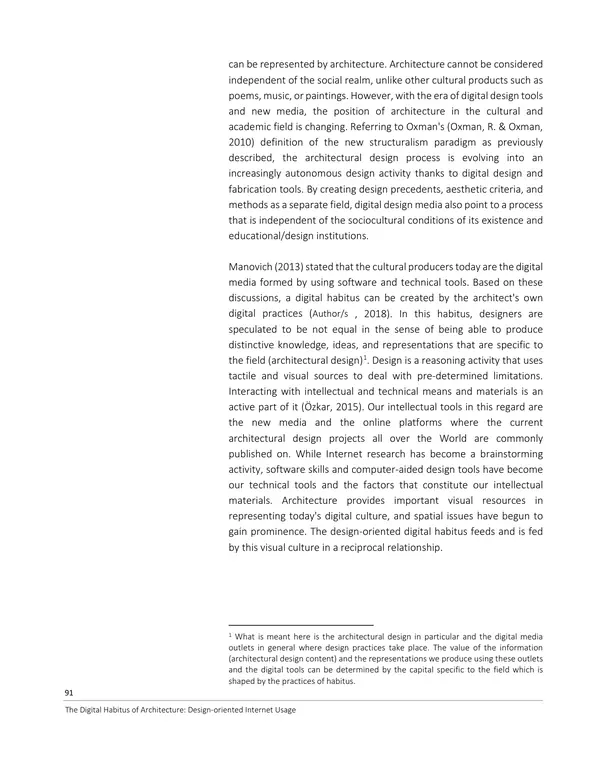 can be represented by architecture. Architecture cannot be considered
independent of the social realm, unlike other cultural products such as
poems, music, or paintings. However, with the era of digital design tools
and new media, the position of architecture in the cultural and
academic field is changing. Referring to Oxman's (Oxman, R. & Oxman,
2010) definition of the new structuralism paradigm as previously
described, the architectural design process is evolving into an
increasingly autonomous design activity thanks to digital design and
fabrication tools. By creating design precedents, aesthetic criteria, and
methods as a separate field, digital design media also point to a process
that is independent of the sociocultural conditions of its existence and
educational/design institutions.

Manovich (2013) stated that the cultural producers today are the digital
media formed by using software and technical tools. Based on these
discussions, a digital habitus can be created by the architect's own
digital practices (Author/s , 2018). In this habitus, designers are
speculated to be not equal in the sense of being able to produce
distinctive knowledge, ideas, and representations that are specific to
the field (architectural design)¹. Design is a reasoning activity that uses
tactile and visual sources to deal with pre-determined limitations.
Interacting with intellectual and technical means and materials is an
active part of it (Özkar, 2015). Our intellectual tools in this regard are
the new media and the online platforms where the current
architectural design projects all over the World are commonly
published on. While Internet research has become a brainstorming
activity, software skills and computer-aided design tools have become
our technical tools and the factors that constitute our intellectual
materials. Architecture provides important visual resources in
representing today's digital culture, and spatial issues have begun to
gain prominence. The design-oriented digital habitus feeds and is fed
by this visual culture in a reciprocal relationship.

¹ What is meant here is the architectural design in particular and the digital media
outlets in general where design practices take place. The value of the information
(architectural design content) and the representations we produce using these outlets
and the digital tools can be determined by the capital specific to the field which is
shaped by the practices of habitus.
91
The Digital Habitus of Architecture: Design-oriented Internet Usage